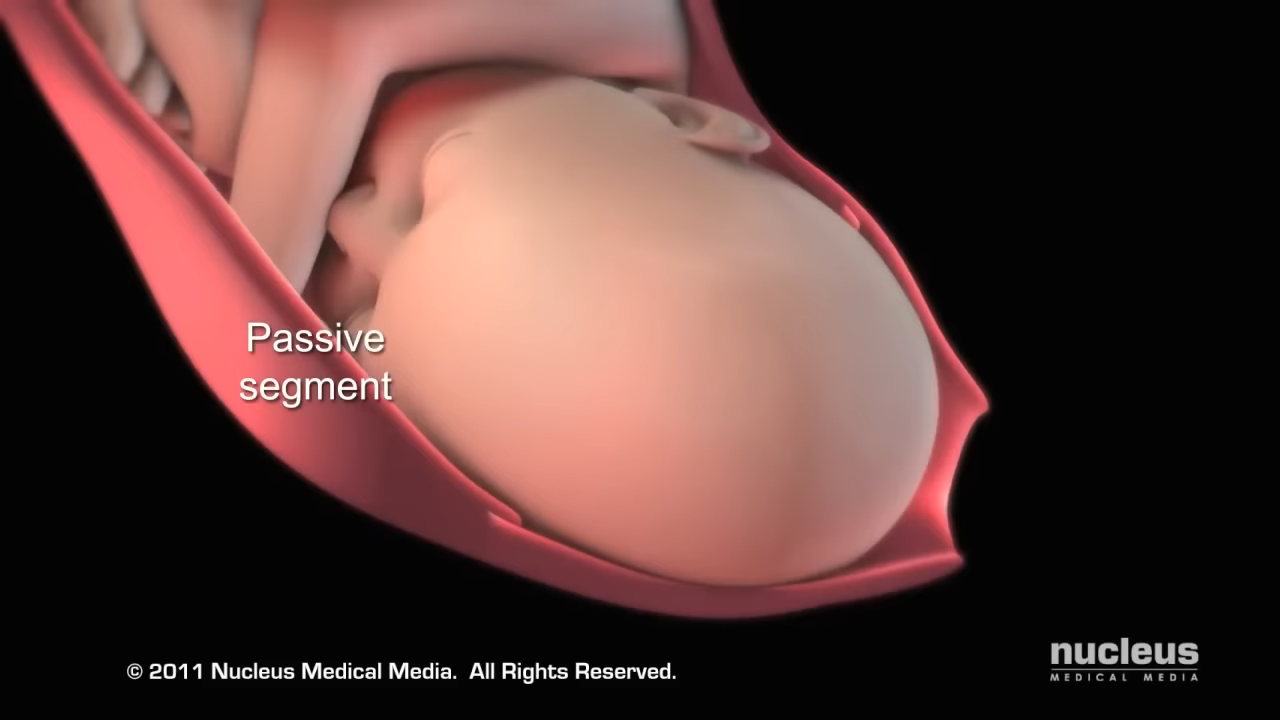 Passive
segment
© 2011 Nucleus Medical Media.  All Rights Reserved.
nucleus
MEDICAL MEDIA